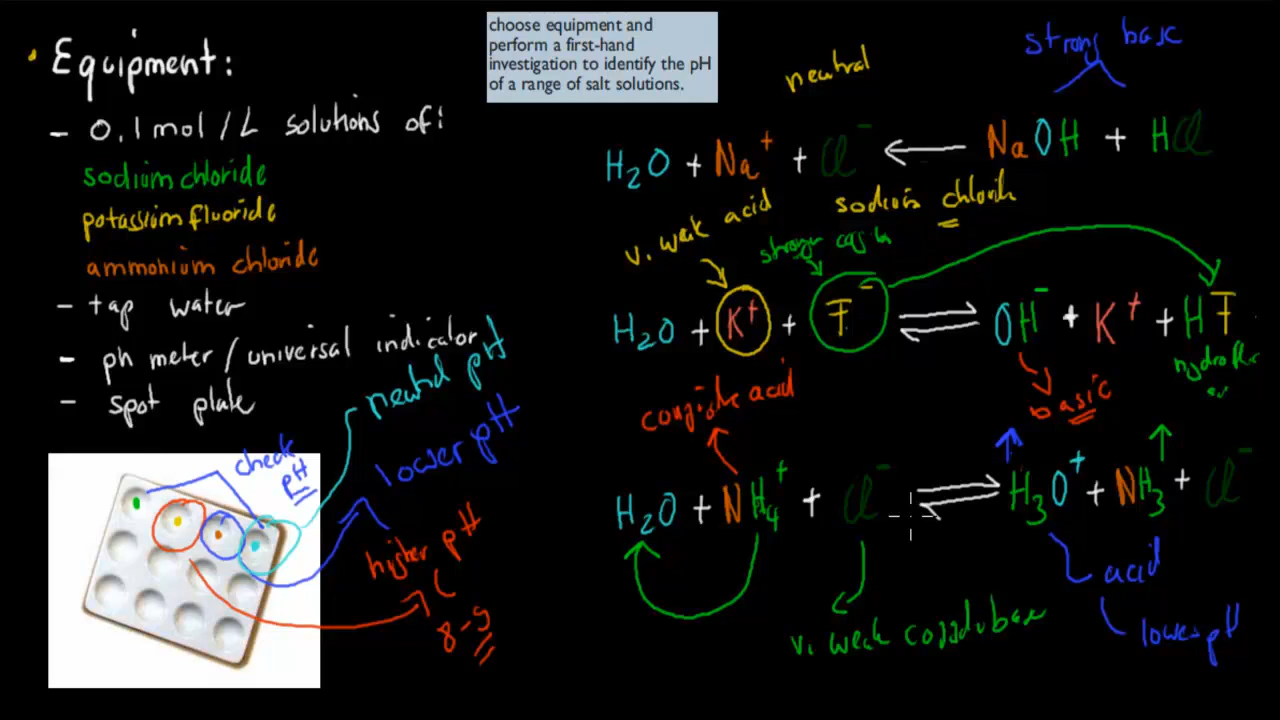 Equipment:
- 0.1 mol/L solutions of:
sodium chloride
potassium fluoride
ammonium chloride
- tap water
- ph meter/universal indicator
- spot plate
check
pH
neutral pH
lower pH
higher pH
8-9
choose equipment and
perform a first-hand
investigation to identify the pH
of a range of salt solutions.
strong base
neutral
H₂O + Na⁺ + Cl⁻ ← NaOH + HCl
sodium chloride
v. weak acid
stronger
H₂O + K⁺ + F⁻ ⇌ OH⁻ + K⁺ + HF
basic
conjugate acid
H₂O + NH₄⁺ + Cl⁻ ⇌ H₃O⁺ + NH₃ + Cl⁻
acid
lower pH
v. weak conjugate base